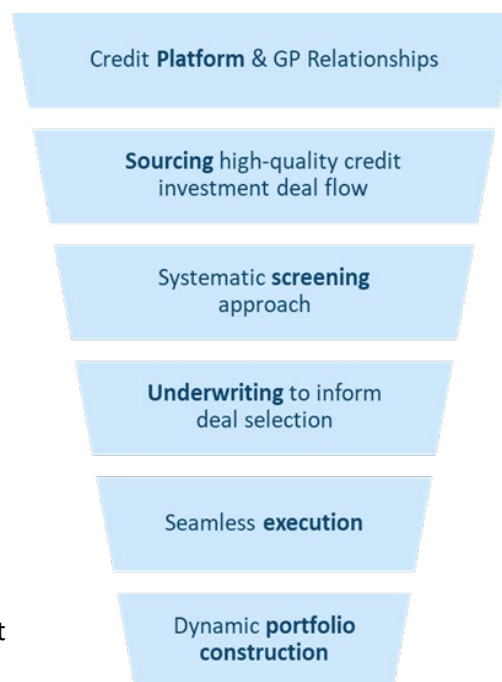 Credit Platform & GP Relationships
Sourcing high-quality credit
investment deal flow
Systematic screening
approach
Underwriting to inform
deal selection
Seamless execution
t
Dynamic portfolio
construction